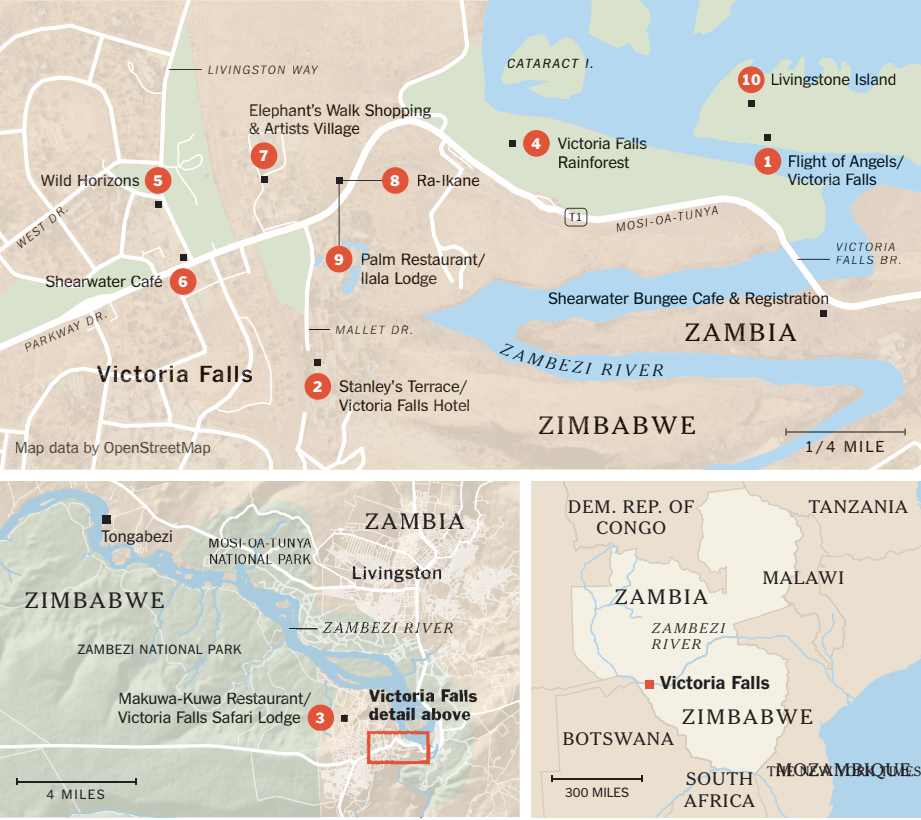 CATARACT I.
LIVINGSTON WAY
10 Livingstone Island
Elephant's Walk Shopping
& Artists Village
7
4 Victoria Falls
Rainforest
1 Flight of Angels/
Victoria Falls
Wild Horizons 5
8 Ra-Ikane
WEST DR.
T1
MOSI-OA-TUNYA
VICTORIA
FALLS BR.
9 Palm Restaurant/
Ilala Lodge
Shearwater Café 6
Shearwater Bungee Cafe & Registration
PARKWAY DR.
MALLET DR.
ZAMBIA
ZAMBEZI RIVER
Victoria Falls
2 Stanley's Terrace/
Victoria Falls Hotel
ZIMBABWE
Map data by OpenStreetMap
1/4 MILE
ZAMBIA
Tongabezi
MOSI-OA-TUNYA
NATIONAL PARK
Livingston
ZIMBABWE
ZAMBEZI RIVER
ZAMBEZI NATIONAL PARK
Makuwa-Kuwa Restaurant/
Victoria Falls Safari Lodge 3
Victoria Falls
detail above
4 MILES
DEM. REP. OF
CONGO
TANZANIA
MALAWI
ZAMBIA
ZAMBEZI
RIVER
Victoria Falls
ZIMBABWE
BOTSWANA
MOZAMBIQUE
THE NEW YORK TIMES
SOUTH
AFRICA
300 MILES